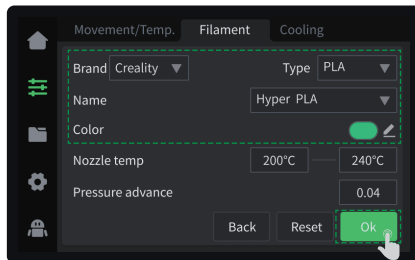 Movement/Temp. Filament Cooling
Brand Creality Type PLA
Name Hyper PLA
Color
Nozzle temp 200°C 240°C
Pressure advance 0.04
Back Reset Ok